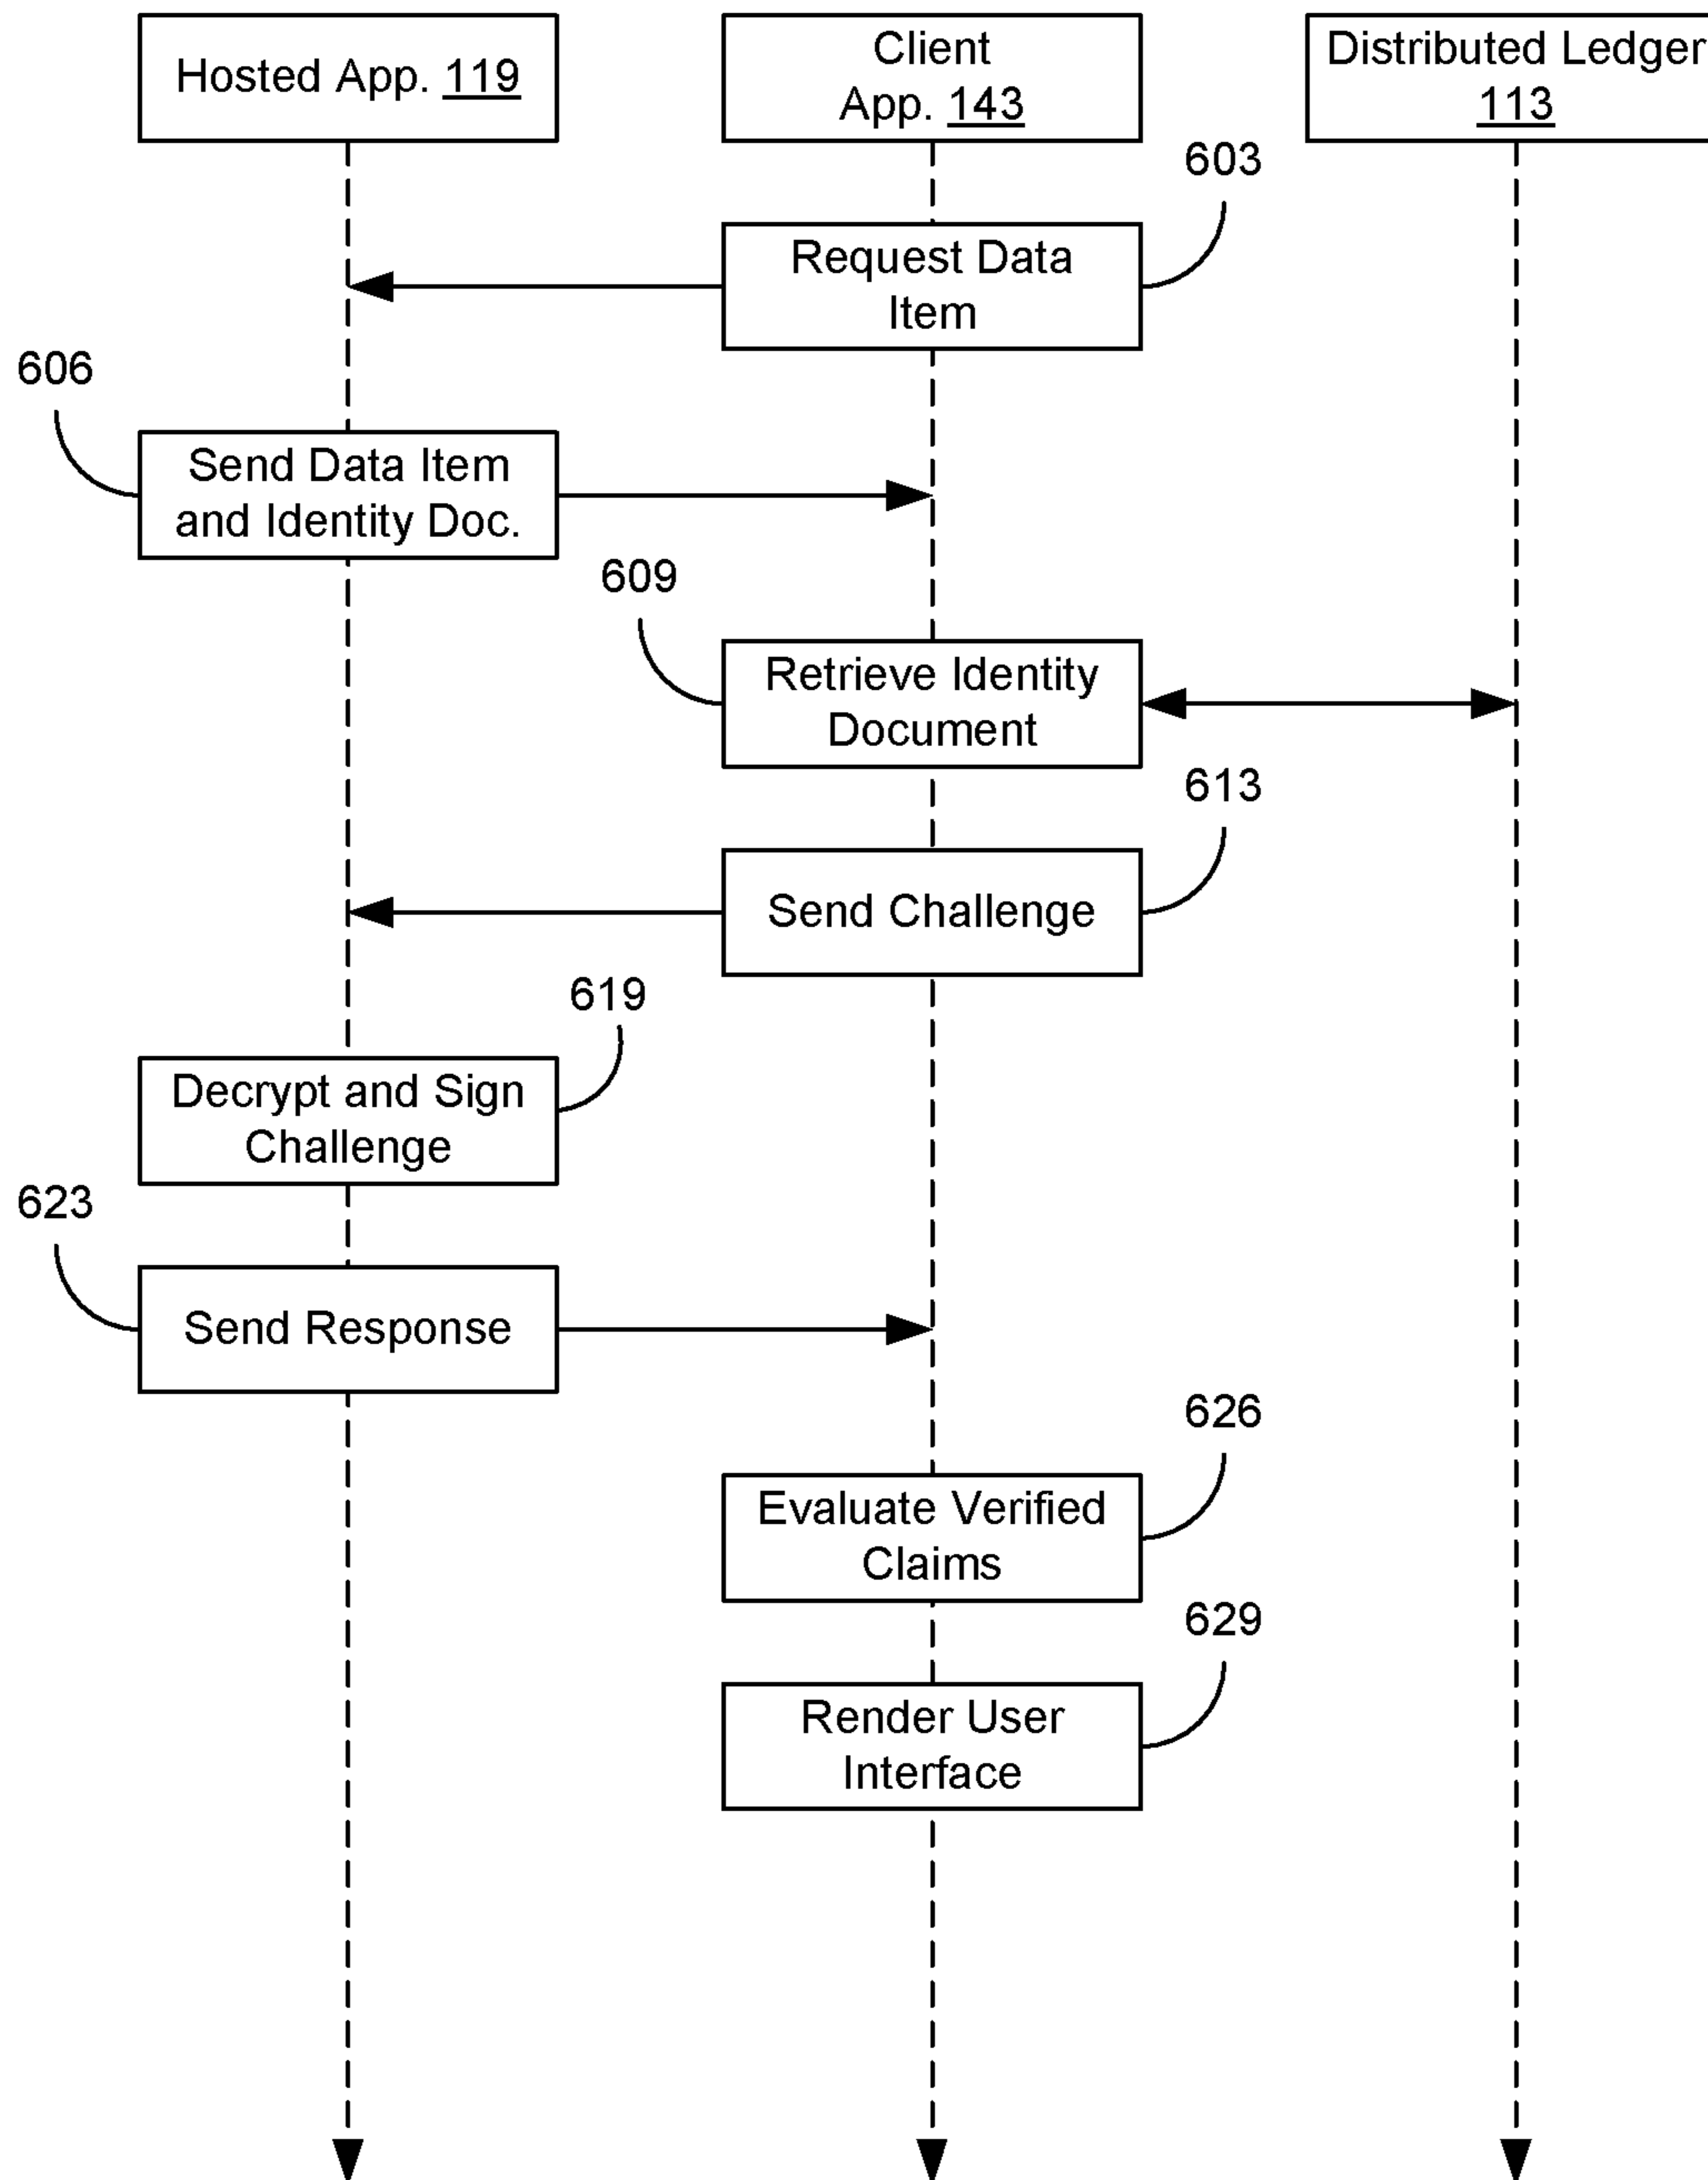 Hosted App. 119
Client
App. 143
Distributed Ledger
113
603
Request Data
Item
606
Send Data Item
and Identity Doc.
609
Retrieve Identity
Document
613
Send Challenge
619
Decrypt and Sign
Challenge
623
Send Response
626
Evaluate Verified
Claims
629
Render User
Interface